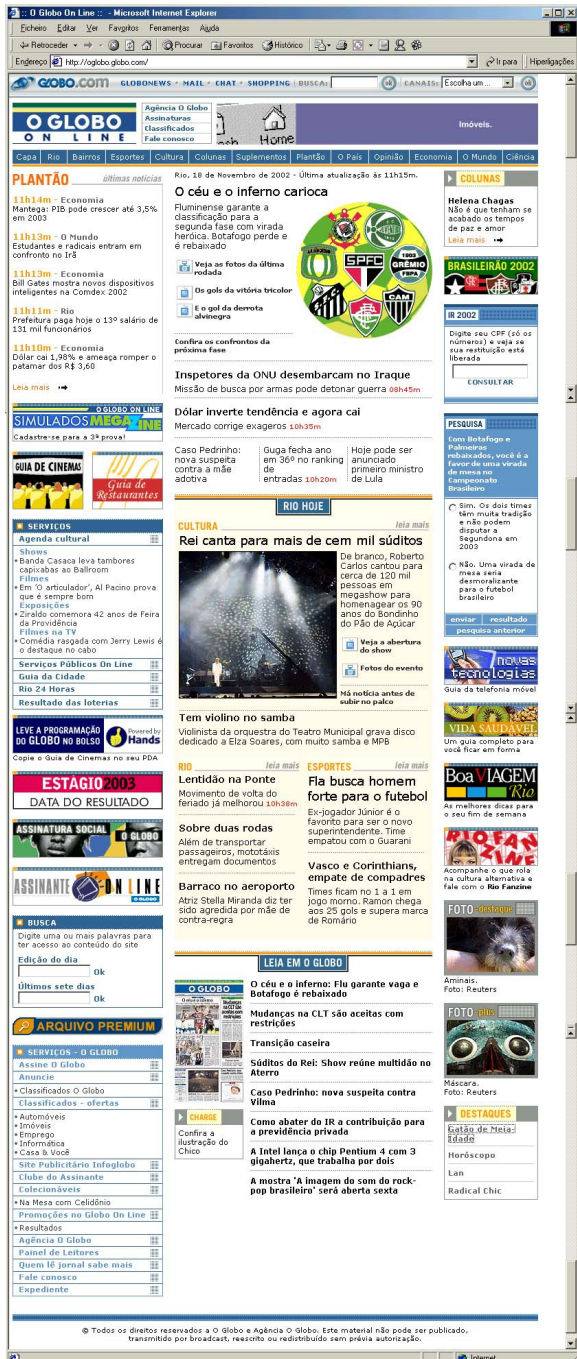 :: O Globo On Line :: - Microsoft Internet Explorer
Ficheiro Editar Ver Favoritos Ferramentas Ajuda
Retroceder Procurar Favoritos Histórico
Endereço http://oglobo.globo.com/ Ir para Hiperligações
GLOBO.COM GLOBONEWS MAIL CHAT SHOPPING BUSCA: ok CANAIS: Escolha um ... ok
O GLOBO
ON LINE
Agência O Globo
Assinaturas
Classificados
Fale conosco
Home
Imóveis.
Capa Rio Bairros Esportes Cultura Colunas Suplementos Plantão O País Opinião Economia O Mundo Ciência
PLANTÃO últimas notícias
11h14m - Economia
Mantega: PIB pode crescer até 3,5%
em 2003
11h13m - O Mundo
Estudantes e radicais entram em
confronto no Irã
11h13m - Economia
Bill Gates mostra novos dispositivos
inteligentes na Comdex 2002
11h11m - Rio
Prefeitura paga hoje o 13º salário de
131 mil funcionários
11h10m - Economia
Dólar cai 1,98% e ameaça romper o
patamar dos R$ 3,60
Leia mais
O GLOBO ON LINE
SIMULADOS MEGAZINE
Cadastre-se para a 3ª prova!
GUIA DE CINEMAS
Guia de
Restaurantes
SERVIÇOS
Agenda cultural
Shows
Banda Casaca leva tambores
capixabas ao Ballroom
Filmes
Em 'O articulador', Al Pacino prova
que é sempre bom
Exposições
Ziraldo comemora 42 anos de Feira
da Providência
Filmes na TV
Comédia rasgada com Jerry Lewis é
o destaque no cabo
Serviços Públicos On Line
Guia da Cidade
Rio 24 Horas
Resultado das loterias
LEVE A PROGRAMAÇÃO
DO GLOBO NO BOLSO
Powered by
Hands
Copie o Guia de Cinemas no seu PDA
ESTÁGIO2003
DATA DO RESULTADO
ASSINATURA SOCIAL O GLOBO
ASSINANTE ON LINE
O GLOBO
BUSCA
Digite uma ou mais palavras para
ter acesso ao conteúdo do site
Edição do dia
Ok
Últimos sete dias
Ok
ARQUIVO PREMIUM
SERVIÇOS - O GLOBO
Assine O Globo
Anuncie
Classificados O Globo
Classificados - ofertas
Automóveis
Imóveis
Emprego
Informática
Casa & Você
Site Publicitário Infoglobo
Clube do Assinante
Colecionáveis
Na Mesa com Celidônio
Promoções no Globo On Line
Resultados
Agência O Globo
Painel de Leitores
Quem lê jornal sabe mais
Fale conosco
Expediente
Rio, 18 de Novembro de 2002 - Última atualização às 11h15m.
O céu e o inferno carioca
Fluminense garante a
classificação para a
segunda fase com virada
heróica. Botafogo perde e
é rebaixado
Veja as fotos da última
rodada
Os gols da vitória tricolor
E o gol da derrota
alvinegra
Confira os confrontos da
próxima fase
SPFC
1903
GRÊMIO
FBPA
CAM
Inspetores da ONU desembarcam no Iraque
Missão de busca por armas pode detonar guerra 08h45m
Dólar inverte tendência e agora cai
Mercado corrige exageros 10h35m
Caso Pedrinho:
nova suspeita
contra a mãe
adotiva
Guga fecha ano
em 36º no ranking
de
entradas 10h20m
Hoje pode ser
anunciado
primeiro ministro
de Lula
RIO HOJE
CULTURA leia mais
Rei canta para mais de cem mil súditos
De branco, Roberto
Carlos cantou para
cerca de 120 mil
pessoas em
megashow para
homenagear os 90
anos do Bondinho
do Pão de Açúcar
Veja a abertura
do show
Fotos do evento
Má notícia antes de
subir no palco
Tem violino no samba
Violinista da orquestra do Teatro Municipal grava disco
dedicado a Elza Soares, com muito samba e MPB
RIO leia mais
Lentidão na Ponte
Movimento de volta do
feriado já melhorou 10h38m
Sobre duas rodas
Além de transportar
passageiros, mototáxis
entregam documentos
Barraco no aeroporto
Atriz Stella Miranda diz ter
sido agredida por mãe de
contra-regra
ESPORTES leia mais
Fla busca homem
forte para o futebol
Ex-jogador Júnior é o
favorito para ser o novo
superintendente. Time
empatou com o Guarani
Vasco e Corinthians,
empate de compadres
Times ficam no 1 a 1 em
jogo morno. Ramon chega
aos 25 gols e supera marca
de Romário
LEIA EM O GLOBO
O GLOBO
CHARGE
Confira a
ilustração do
Chico
O céu e o inferno: Flu garante vaga e
Botafogo é rebaixado
Mudanças na CLT são aceitas com
restrições
Transição caseira
Súditos do Rei: Show reúne multidão no
Aterro
Caso Pedrinho: nova suspeita contra
Vilma
Como abater do IR a contribuição para
a previdência privada
A Intel lança o chip Pentium 4 com 3
gigahertz, que trabalha por dois
A mostra 'A imagem do som do rock-
pop brasileiro' será aberta sexta
COLUNAS
Helena Chagas
Não é que tenham se
acabado os tempos
de paz e amor
Leia mais
BRASILEIRÃO 2002
IR 2002
Digite seu CPF (só os
números) e veja se
sua restituição está
liberada
CONSULTAR
PESQUISA
Com Botafogo e
Palmeiras
rebaixados, você é a
favor de uma virada
de mesa no
Campeonato
Brasileiro
Sim. Os dois times
têm muita tradição
e não podem
disputar a
Segundona em
2003
Não. Uma virada de
mesa seria
desmoralizante
para o futebol
brasileiro
enviar resultado
pesquisa anterior
novas
tecnologias
Guia da telefonia móvel
VIDA SAUDÁVEL
Um guia completo para
você ficar em forma
Boa VIAGEM
Rio
As melhores dicas para
o seu fim de semana
RIO FAN
ZINE
Acompanhe o que rola
na cultura alternativa e
fale com o Rio Fanzine
FOTO-destaque
Aminais.
Foto: Reuters
FOTO-plus
Máscara.
Foto: Reuters
DESTAQUES
Gatão de Meia-
Idade
Horóscopo
Lan
Radical Chic
© Todos os direitos reservados a O Globo e Agência O Globo. Este material não pode ser publicado,
transmitido por broadcast, reescrito ou redistribuído sem prévia autorização.
Internet